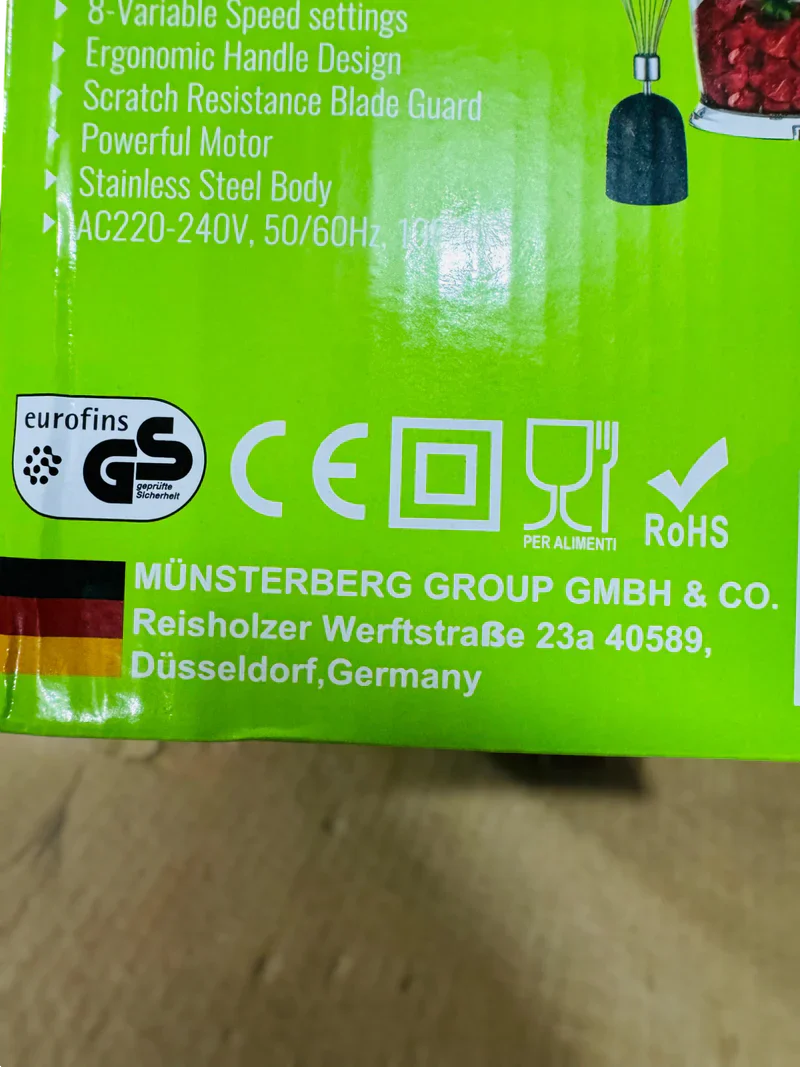 8-Variable Speed settings
Ergonomic Handle Design
Scratch Resistance Blade Guard
Powerful Motor
Stainless Steel Body
AC220-240V, 50/60Hz,
eurofins
GS
geprüfte
Sicherheit
CE
PER ALIMENTI
RoHS
MÜNSTERBERG GROUP GMBH & CO.
Reisholzer Werftstraße 23a 40589,
Düsseldorf,Germany